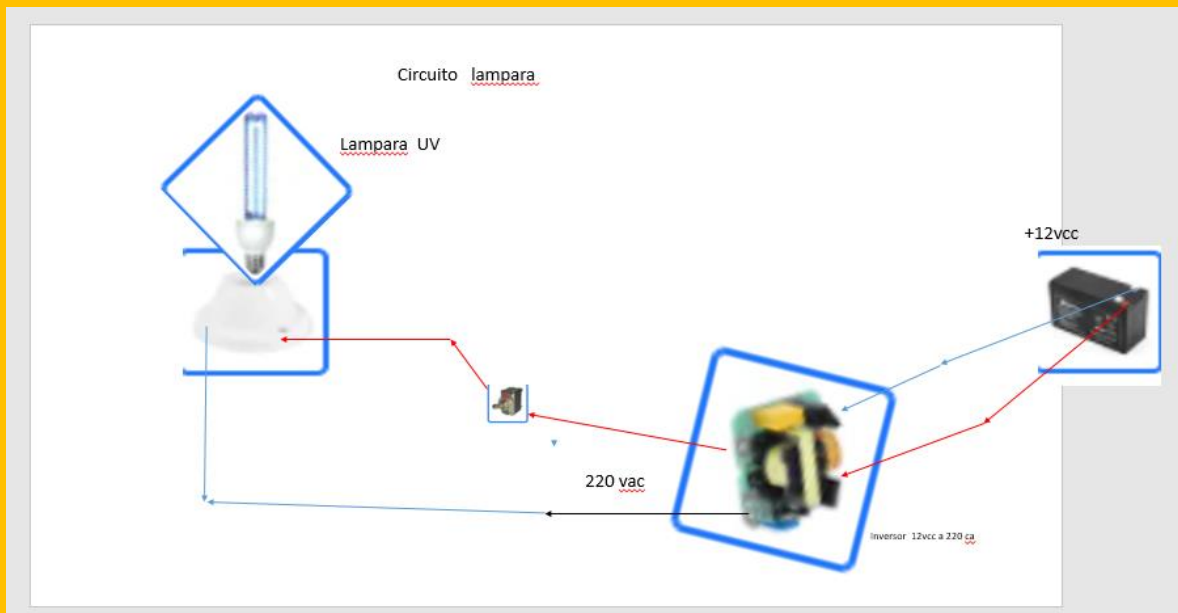 Circuito lampara
Lampara UV
+12vcc
220 vac
Inversor 12vcc a 220 ca